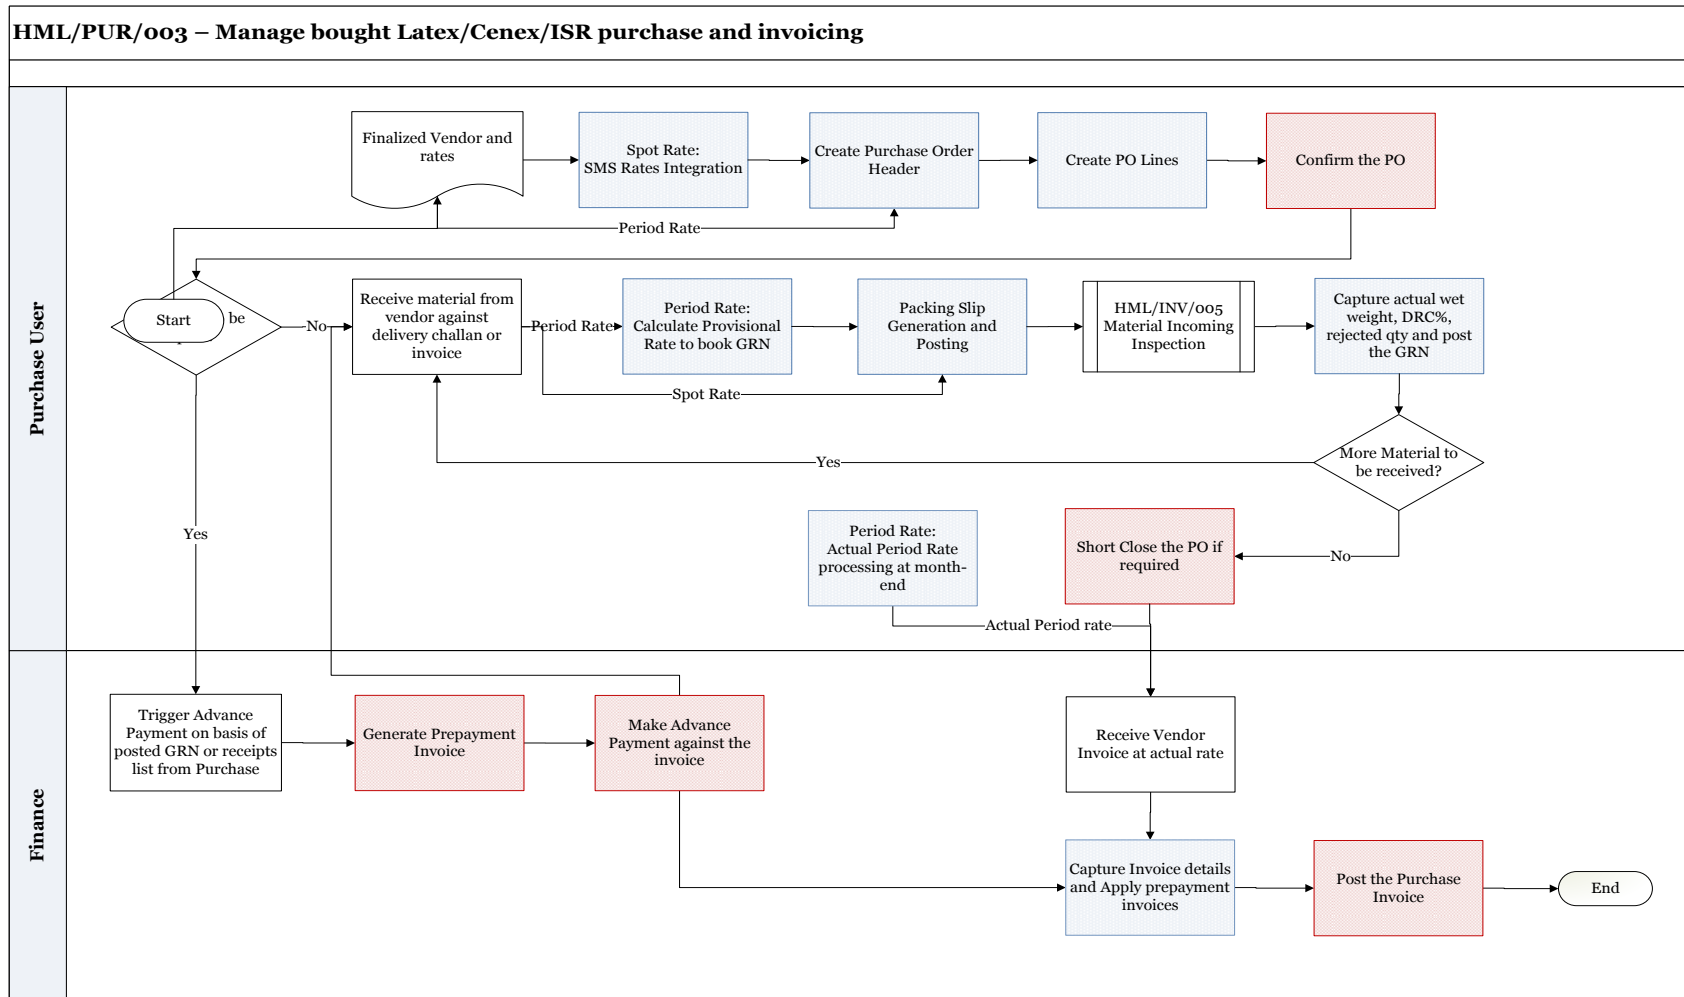 HML/PUR/003 – Manage bought Latex/Cenex/ISR purchase and invoicing
Purchase User
Finalized Vendor and
rates
Spot Rate:
SMS Rates Integration
Create Purchase Order
Header
Create PO Lines
Confirm the PO
Period Rate
Start
be
No
Receive material from
vendor against
delivery challan or
invoice
Period Rate
Period Rate:
Calculate Provisional
Rate to book GRN
Packing Slip
Generation and
Posting
HML/INV/005
Material Incoming
Inspection
Capture actual wet
weight, DRC%,
rejected qty and post
the GRN
Spot Rate
Yes
More Material to
be received?
Yes
Period Rate:
Actual Period Rate
processing at month-
end
Short Close the PO if
required
No
Actual Period rate
Finance
Trigger Advance
Payment on basis of
posted GRN or receipts
list from Purchase
Generate Prepayment
Invoice
Make Advance
Payment against the
invoice
Receive Vendor
Invoice at actual rate
Capture Invoice details
and Apply prepayment
invoices
Post the Purchase
Invoice
End